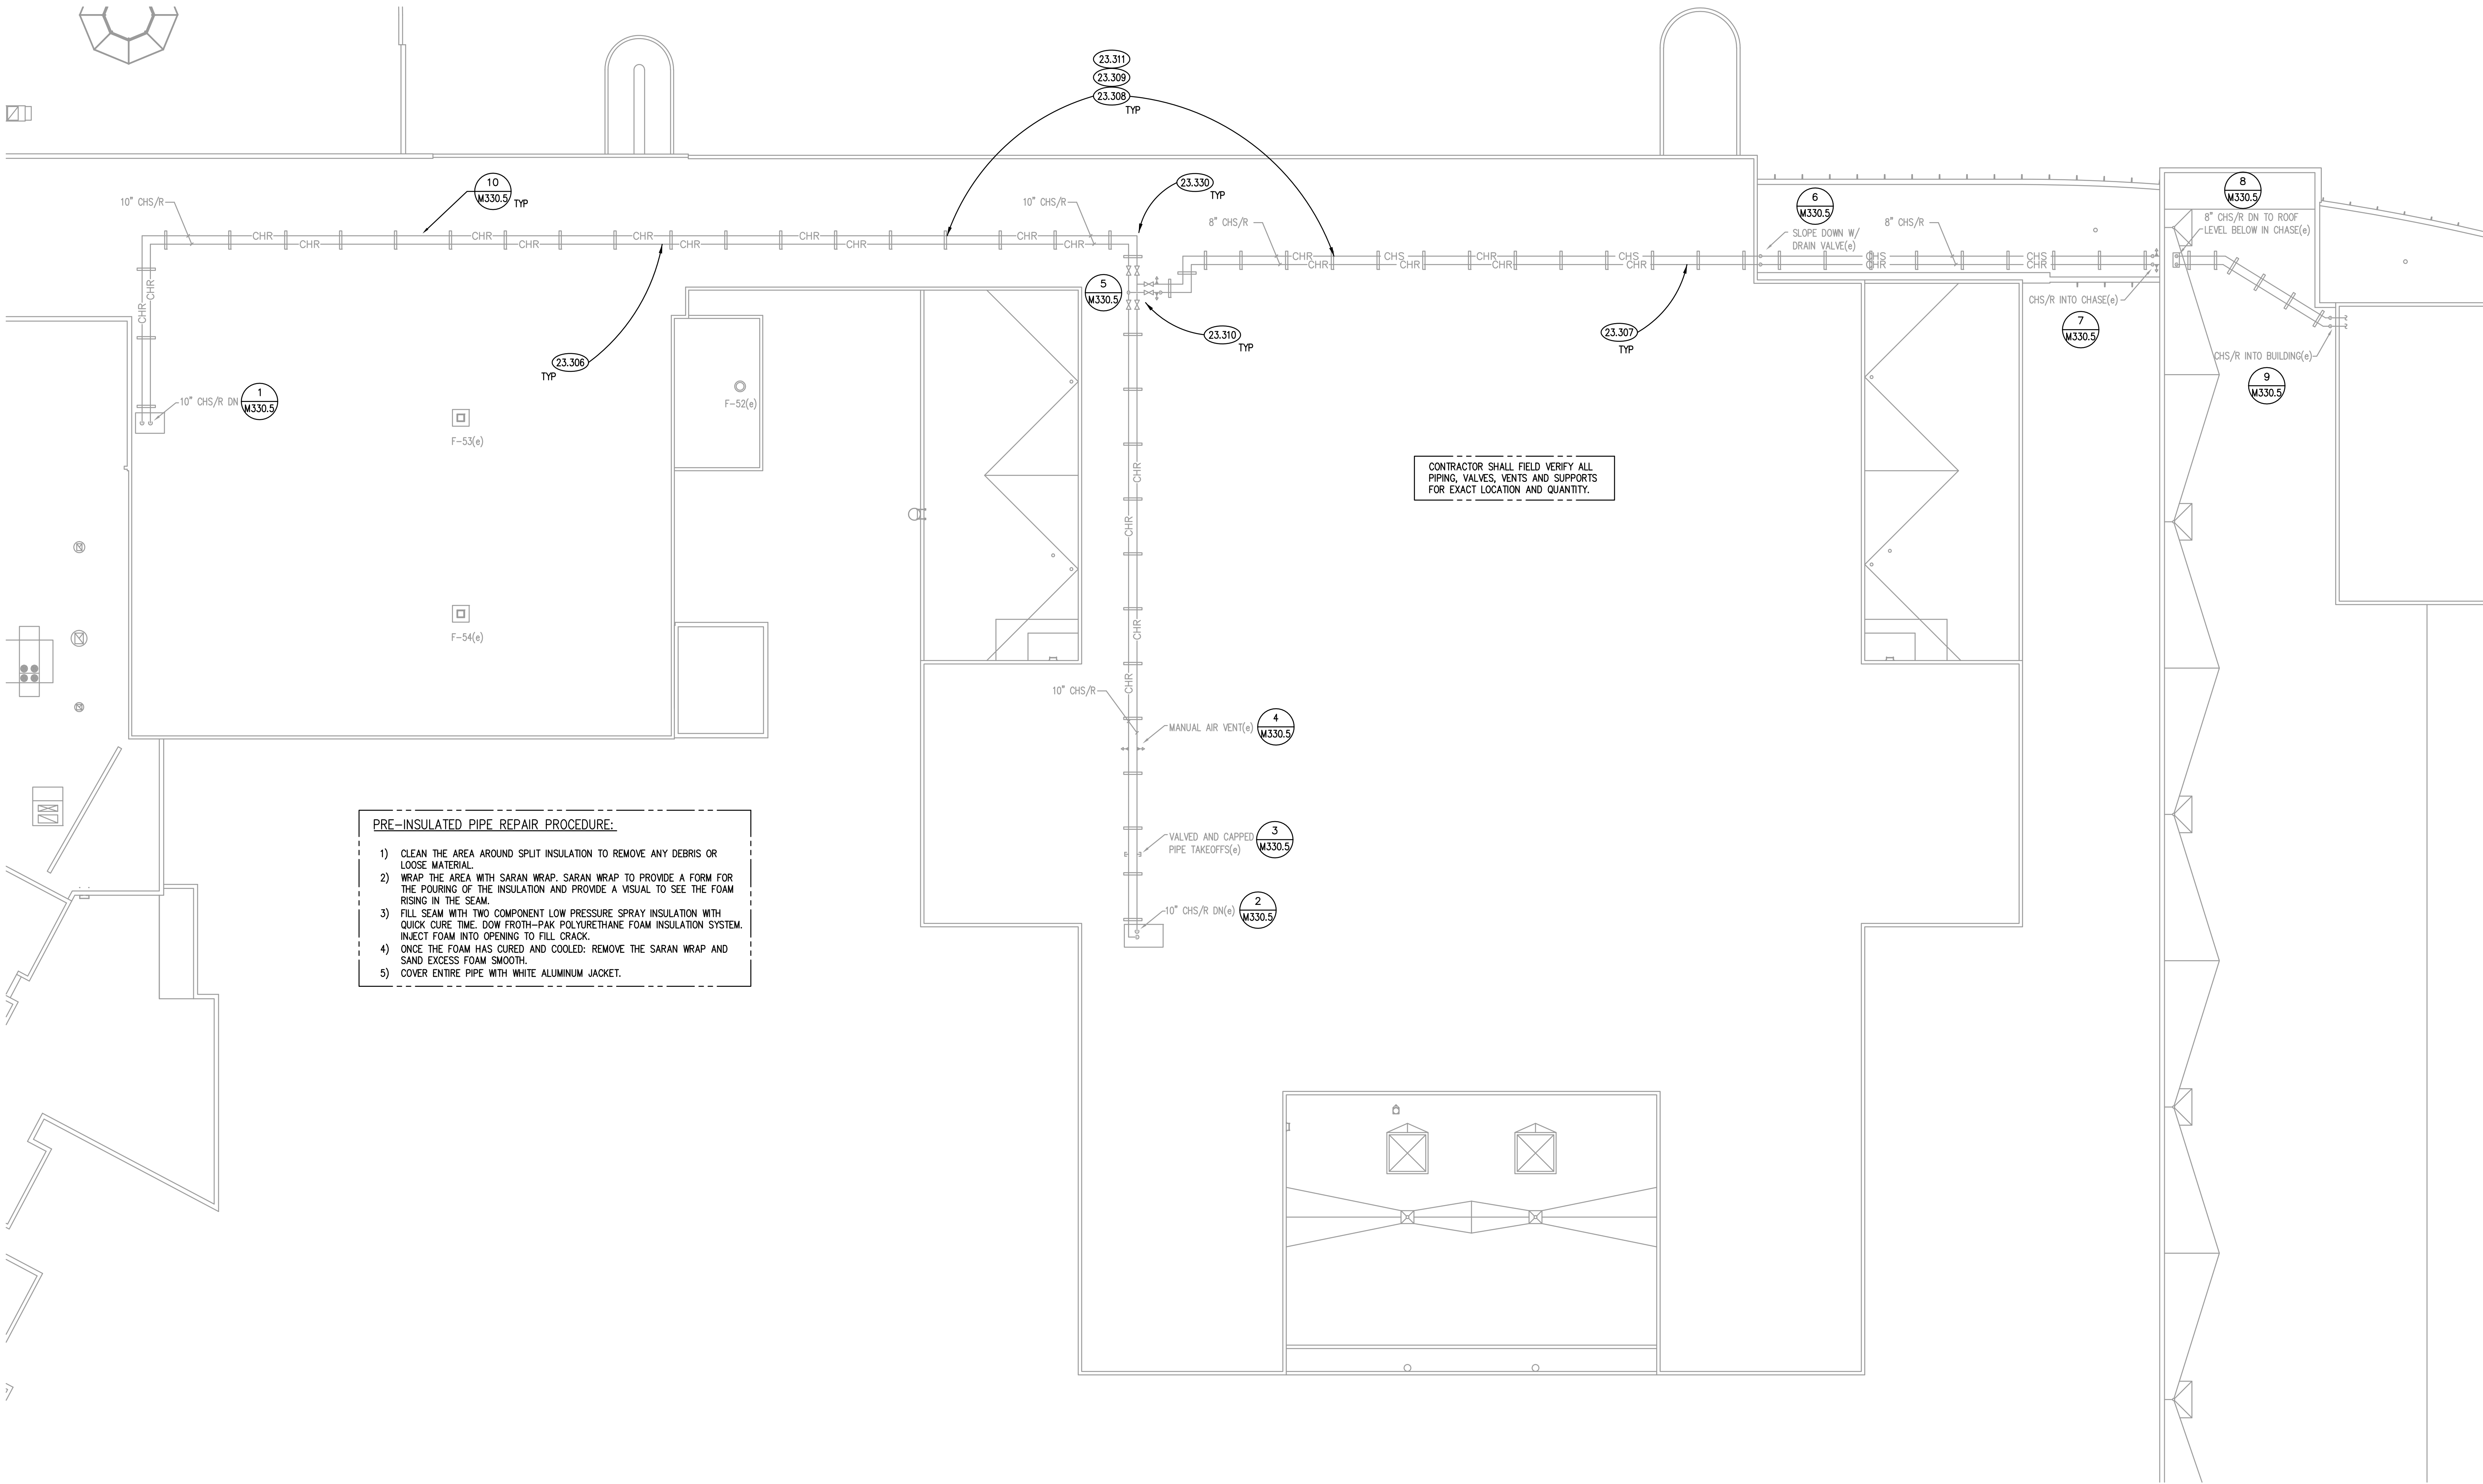 23.311
23.309
23.308
TYP
10
M330.5
TYP
10" CHS/R
10" CHS/R
23.330
TYP
8" CHS/R
6
M330.5
SLOPE DOWN W/
DRAIN VALVE(e)
8" CHS/R
8
M330.5
8" CHS/R DN TO ROOF
LEVEL BELOW IN CHASE(e)
CHR
CHR
CHR
CHR
CHR
CHR
CHR
CHR
CHR
CHR
CHR
CHR
CHS
CHR
CHS
CHS
CHS
CHR
CHR
CHR
CHR
CHR
CHR
CHR
CHR
5
M330.5
CHS/R INTO CHASE(e)
7
M330.5
23.310
TYP
23.307
TYP
23.306
TYP
CHS/R INTO BUILDING(e)
9
M330.5
10" CHS/R DN
1
M330.5
F-52(e)
F-53(e)
CONTRACTOR SHALL FIELD VERIFY ALL
PIPING, VALVES, VENTS AND SUPPORTS
FOR EXACT LOCATION AND QUANTITY.
CHR
CHR
CHR
CHR
F-54(e)
10" CHS/R
MANUAL AIR VENT(e)
4
M330.5
VALVED AND CAPPED
PIPE TAKEOFFS(e)
3
M330.5
10" CHS/R DN(e)
2
M330.5
PRE-INSULATED PIPE REPAIR PROCEDURE:
1) CLEAN THE AREA AROUND SPLIT INSULATION TO REMOVE ANY DEBRIS OR
LOOSE MATERIAL.
2) WRAP THE AREA WITH SARAN WRAP. SARAN WRAP TO PROVIDE A FORM FOR
THE POURING OF THE INSULATION AND PROVIDE A VISUAL TO SEE THE FOAM
RISING IN THE SEAM.
3) FILL SEAM WITH TWO COMPONENT LOW PRESSURE SPRAY INSULATION WITH
QUICK CURE TIME. DOW FROTH-PAK POLYURETHANE FOAM INSULATION SYSTEM.
INJECT FOAM INTO OPENING TO FILL CRACK.
4) ONCE THE FOAM HAS CURED AND COOLED: REMOVE THE SARAN WRAP AND
SAND EXCESS FOAM SMOOTH.
5) COVER ENTIRE PIPE WITH WHITE ALUMINUM JACKET.